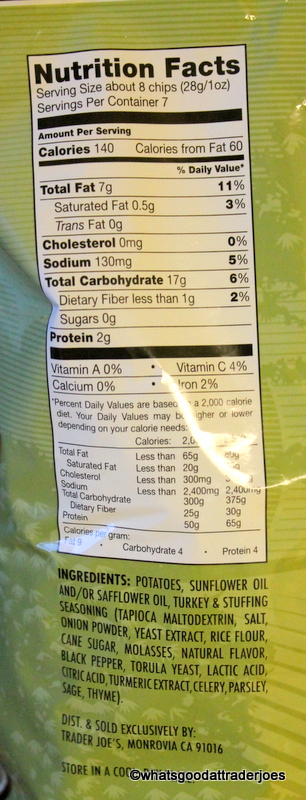 Nutrition Facts
Serving Size about 8 chips (28g/1oz)
Servings Per Container 7
Amount Per Serving
Calories 140 Calories from Fat 60
% Daily Value*
Total Fat 7g 11%
Saturated Fat 0.5g 3%
Trans Fat 0g
Cholesterol 0mg 0%
Sodium 130mg 5%
Total Carbohydrate 17g 6%
Dietary Fiber less than 1g 2%
Sugars 0g
Protein 2g
Vitamin A 0% • Vitamin C 4%
Calcium 0% • Iron 2%
*Percent Daily Values are based a 2,000 calorie
diet. Your Daily Values may higher or lower
depending on your calorie needs:
Calories:
Total Fat Less than 65g
Saturated Fat Less than 20g
Cholesterol Less than 300mg
Sodium Less than 2,400mg 2,400mg
Total Carbohydrate 300g 375g
Dietary Fiber 25g 30g
Protein 50g 65g
Calories per gram:
Fat 9 • Carbohydrate 4 • Protein 4
INGREDIENTS: POTATOES, SUNFLOWER OIL
AND/OR SAFFLOWER OIL, TURKEY & STUFFING
SEASONING (TAPIOCA MALTODEXTRIN, SALT,
ONION POWDER, YEAST EXTRACT, RICE FLOUR,
CANE SUGAR, MOLASSES, NATURAL FLAVOR,
BLACK PEPPER, TORULA YEAST, LACTIC ACID,
CITRIC ACID, TURMERIC EXTRACT, CELERY, PARSLEY,
SAGE, THYME).
DIST. & SOLD EXCLUSIVELY BY:
TRADER JOE'S, MONROVIA CA 91016
STORE IN A
©whatsgoodattraderjoes